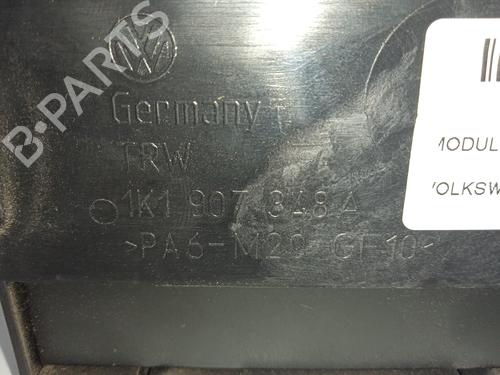 B-PARTS
Germany
TRW
1K1 907 348 A
>PA6-M20 GF10<
MODUL
VOLKSW